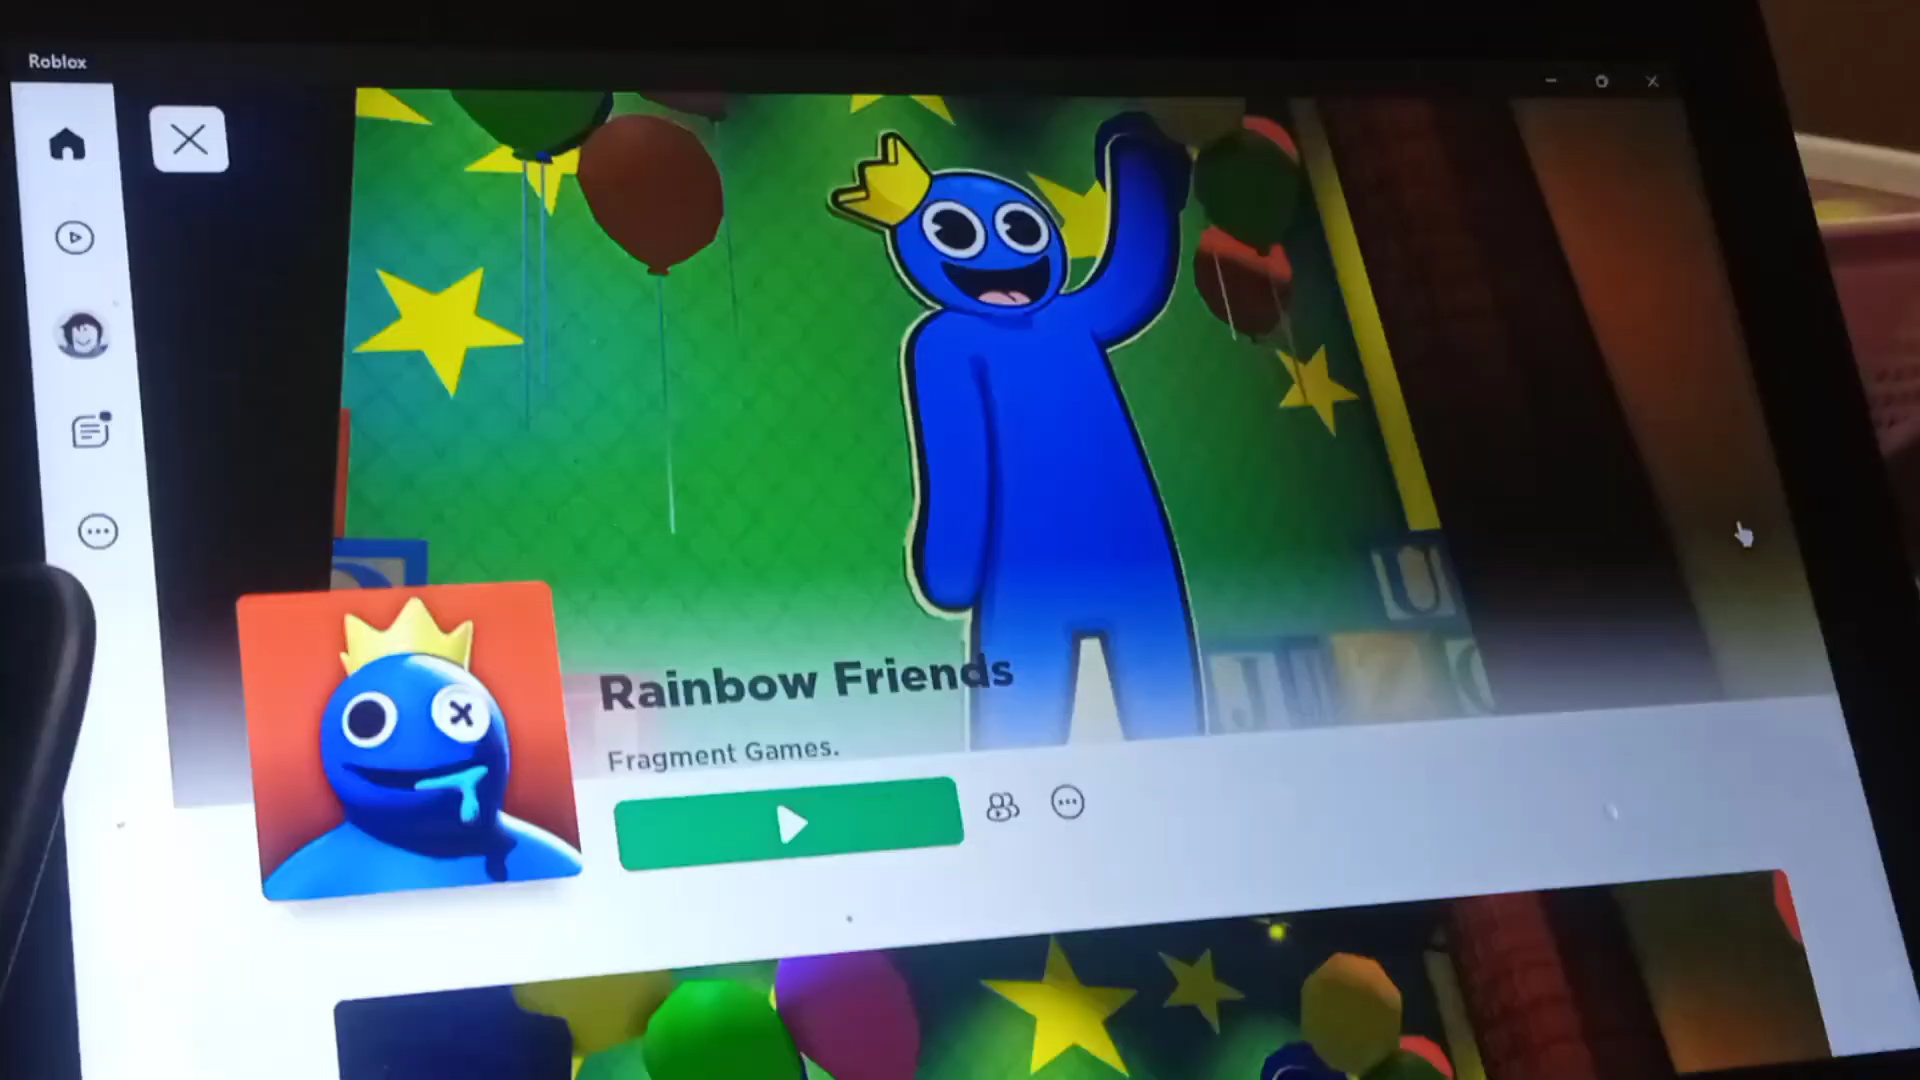 Roblox
U
J
Rainbow Friends
Fragment Games.